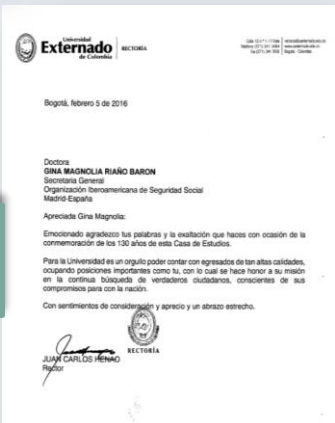 Universidad
Externado
de Colombia
RECTORÍA
Bogotá, febrero 5 de 2016
Doctora
GINA MAGNOLIA RIAÑO BARON
Secretaria General
Organización Iberoamericana de Seguridad Social
Madrid-España
Apreciada Gina Magnolia:
Emocionado agradezco tus palabras y la exaltación que haces con ocasión de la
conmemoración de los 130 años de esta Casa de Estudios.
Para la Universidad es un orgullo poder contar con egresados de tan altas calidades,
ocupando posiciones importantes como tu, con lo cual se hace honor a su misión
en la continua búsqueda de verdaderos ciudadanos, conscientes de sus
compromisos para con la nación.
Con sentimientos de consideración y aprecio y un abrazo estrecho.
RECTORÍA
JUAN CARLOS HENAO
Rector